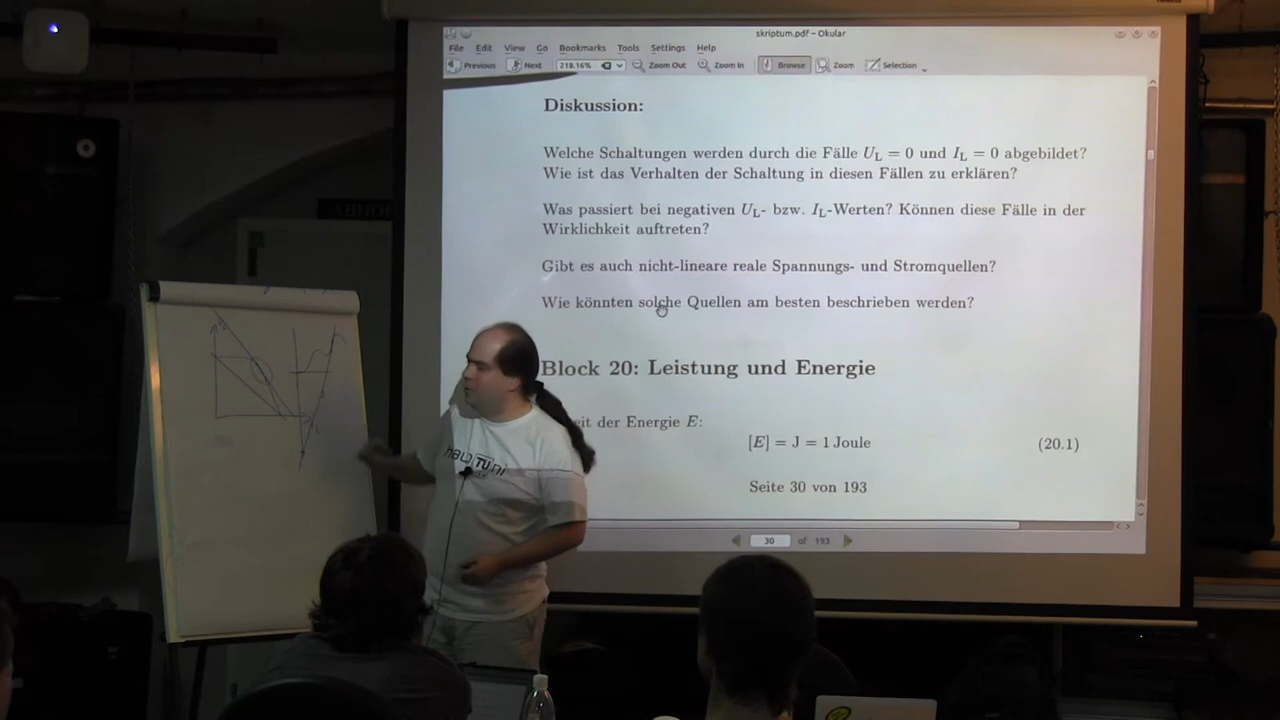 skriptum.pdf – Okular
File Edit View Go Bookmarks Tools Settings Help
Previous Next 218.16% Zoom Out Zoom In Browse Zoom Selection
Diskussion:
Welche Schaltungen werden durch die Fälle U_L = 0 und I_L = 0 abgebildet?
Wie ist das Verhalten der Schaltung in diesen Fällen zu erklären?
Was passiert bei negativen U_L- bzw. I_L-Werten? Können diese Fälle in der
Wirklichkeit auftreten?
Gibt es auch nicht-lineare reale Spannungs- und Stromquellen?
Wie könnten solche Quellen am besten beschrieben werden?
Block 20: Leistung und Energie
der Energie E:
[E] = J = 1 Joule (20.1)
Seite 30 von 193
30 of 193
TU